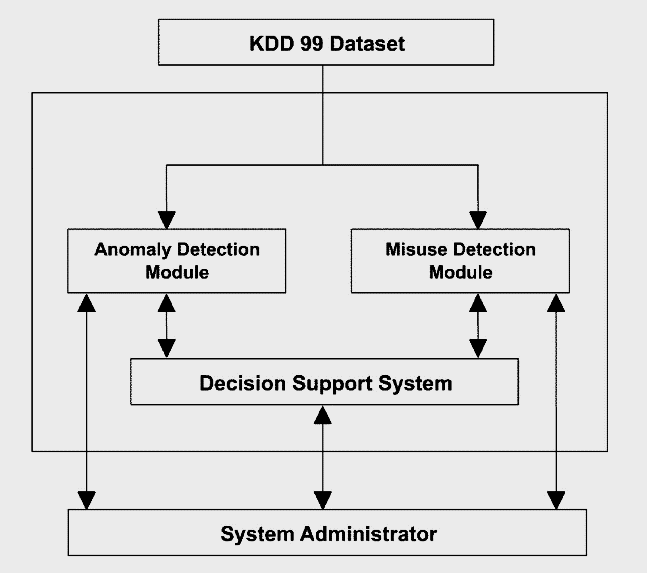 KDD 99 Dataset
Anomaly Detection
Module
Misuse Detection
Module
Decision Support System
System Administrator